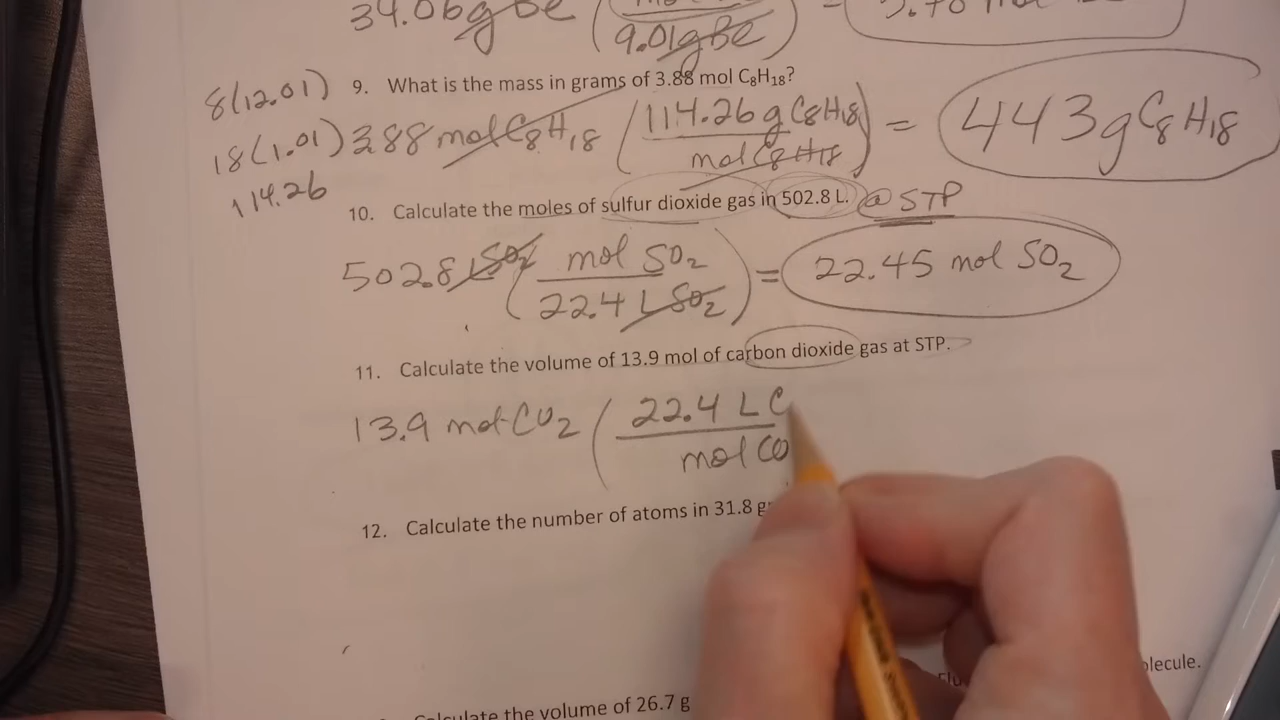 34.06g Be
9.01g Be
8(12.01)
9. What is the mass in grams of 3.88 mol C₈H₁₈?
18(1.01)
3.88 mol C₈H₁₈ ( 114.26 g C₈H₁₈ / mol C₈H₁₈ ) = 443 g C₈H₁₈
114.26
10. Calculate the moles of sulfur dioxide gas in 502.8 L. @ STP
502.8 L SO₂ ( mol SO₂ / 22.4 L SO₂ ) = 22.45 mol SO₂
11. Calculate the volume of 13.9 mol of carbon dioxide gas at STP.
13.9 mol CO₂ ( 22.4 L C / mol CO
12. Calculate the number of atoms in 31.8 g
Calculate the volume of 26.7 g